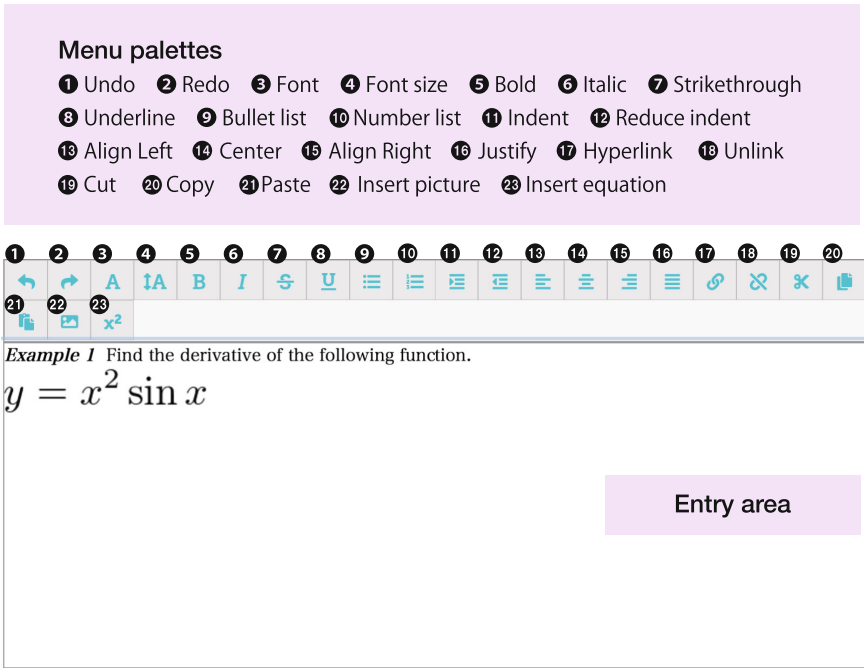 Menu palettes
❶ Undo ❷ Redo ❸ Font ❹ Font size ❺ Bold ❻ Italic ❼ Strikethrough
❽ Underline ❾ Bullet list ❿ Number list ⓫ Indent ⓬ Reduce indent
⓭ Align Left ⓮ Center ⓯ Align Right ⓰ Justify ⓱ Hyperlink ⓲ Unlink
⓳ Cut ⓴ Copy 21 Paste 22 Insert picture 23 Insert equation
❶ ❷ ❸ ❹ ❺ ❻ ❼ ❽ ❾ ❿ ⓫ ⓬ ⓭ ⓮ ⓯ ⓰ ⓱ ⓲ ⓳ ⓴
A ↕A B I S U
21 22 23
x²
Example 1 Find the derivative of the following function.
y = x² sin x
Entry area